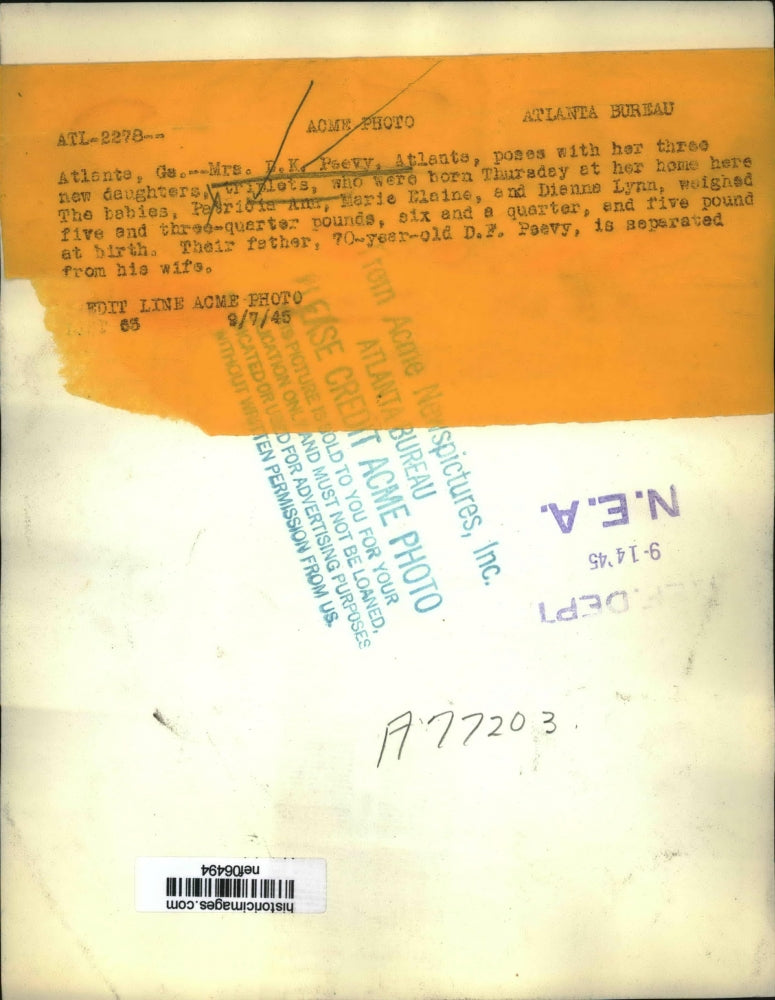 ATL-2278-- ACME PHOTO ATLANTA BUREAU
Atlanta, Ga.--Mrs. D.K. Peevy, Atlanta, poses with her three
new daughters, triplets, who were born Thursday at her home here
The babies, Patricia Ann, Marie Elaine, and Dianne Lynn, weighed
five and three-quarter pounds, six and a quarter, and five pound
at birth. Their father, 70-year-old D.F. Peevy, is separated
from his wife.
EDIT LINE ACME PHOTO
65 9/7/45
from Acme Newspictures, Inc.
ATLANTA BUREAU
PLEASE CREDIT ACME PHOTO
PICTURE IS SOLD TO YOU FOR YOUR
ONLY AND MUST NOT BE LOANED,
OR USED FOR ADVERTISING PURPOSES
WITHOUT WRITTEN PERMISSION FROM US.
N.E.A.
9-14'45
DEPT
A77203
historicimages.com
nef06494